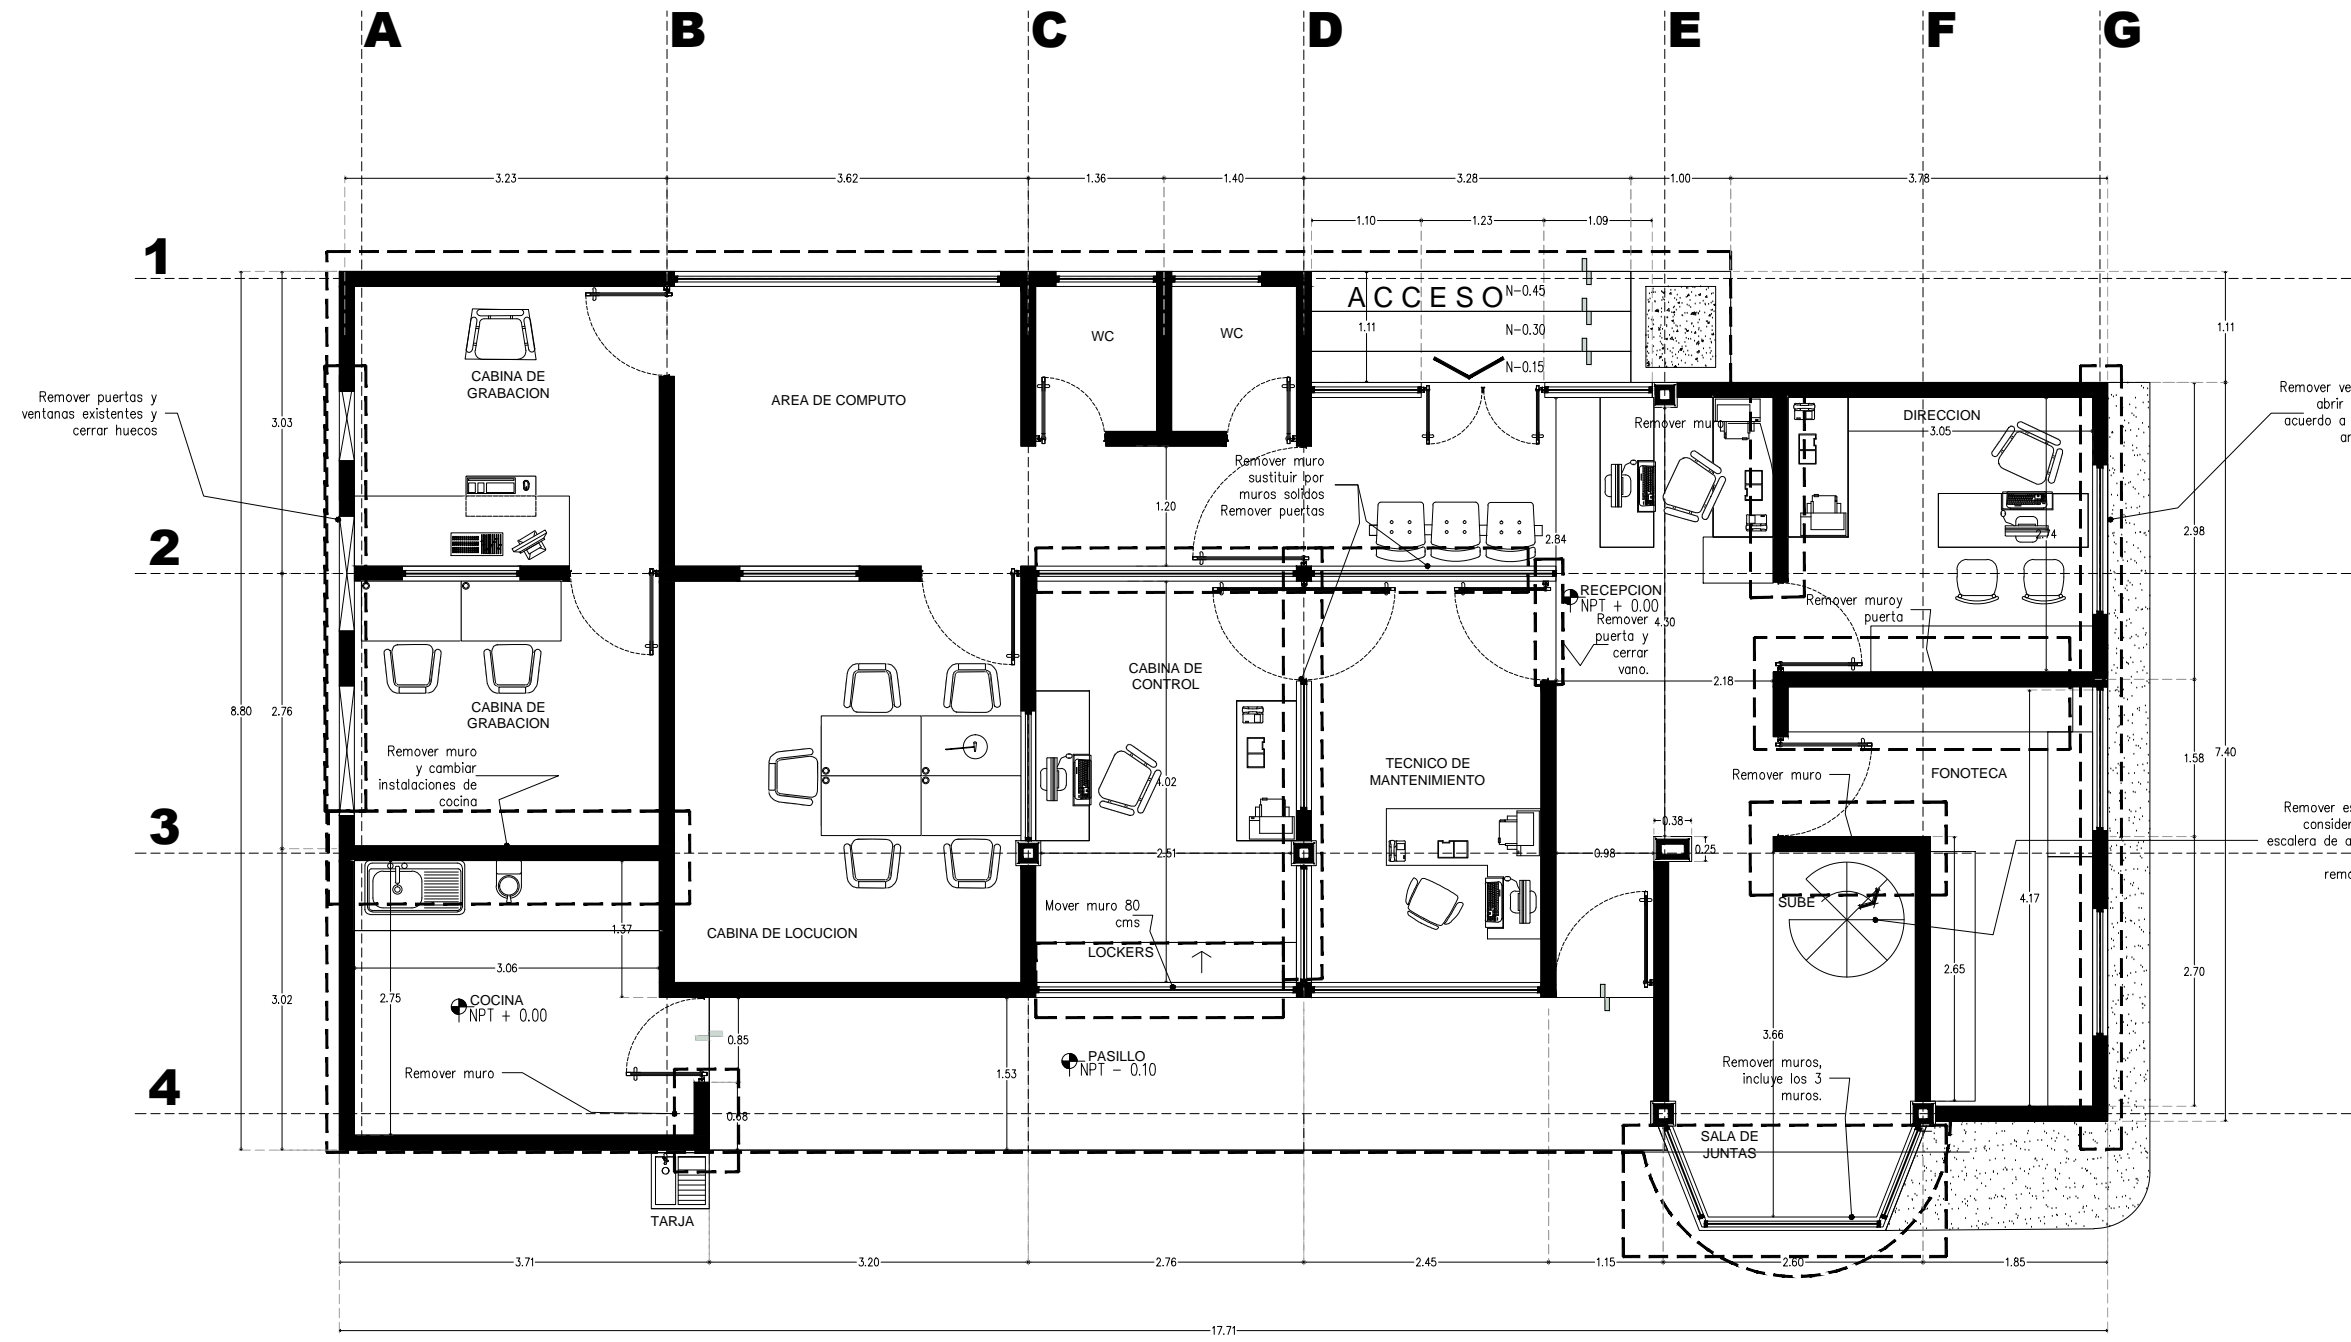 A
B
C
D
E
F
G
3.23
3.62
1.36
1.40
3.28
1.00
3.78
1.10
1.23
1.09
1
ACCESO
N-0.45
N-0.30
N-0.15
1.11
1.11
WC
WC
CABINA DE
GRABACION
AREA DE COMPUTO
Remover puertas y
ventanas existentes y
cerrar huecos
3.03
Remover muro
DIRECCION
3.05
Remover muro
sustituir por
muros solidos
Remover puertas
1.20
2.84
2.98
2
RECEPCION
NPT + 0.00
Remover
puerta y
cerrar
vano.
4.30
Remover muroy
puerta
CABINA DE
CONTROL
2.18
8.80
2.76
CABINA DE
GRABACION
Remover muro
y cambiar
instalaciones de
cocina
4.02
TECNICO DE
MANTENIMIENTO
Remover muro
FONOTECA
1.58
7.40
3
0.38
0.25
2.51
0.98
SUBE
4.17
Mover muro 80
cms
CABINA DE LOCUCION
LOCKERS
1.37
3.06
2.75
3.02
COCINA
NPT + 0.00
2.65
2.70
0.85
3.66
PASILLO
NPT - 0.10
1.53
Remover muro
Remover muros,
incluye los 3
muros.
4
0.68
SALA DE
JUNTAS
TARJA
3.71
3.20
2.76
2.45
1.15
2.60
1.85
17.71
Remover
abrir
acuerdo a
Remover
escalera de